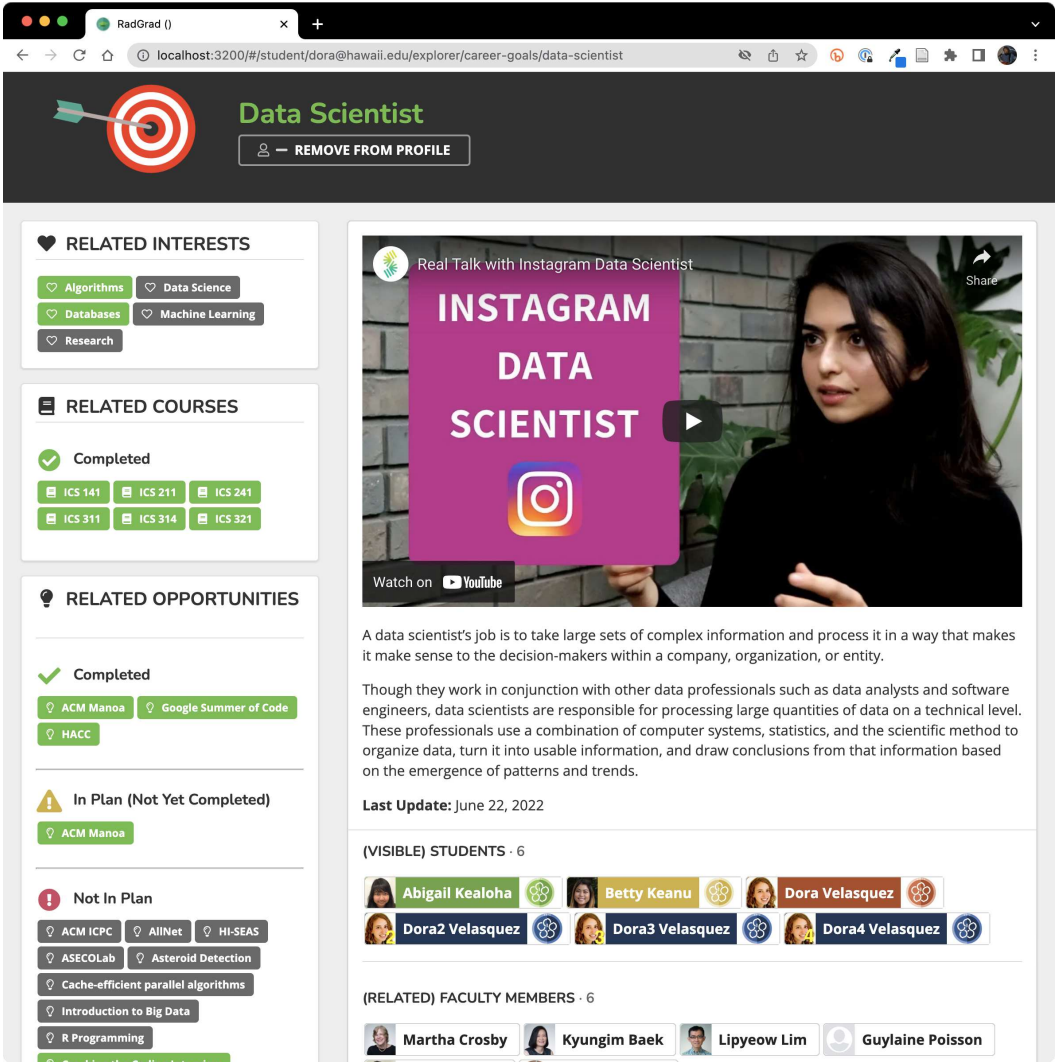 RadGrad ()
localhost:3200/#/student/dora@hawaii.edu/explorer/career-goals/data-scientist
Data Scientist
REMOVE FROM PROFILE
RELATED INTERESTS
Algorithms Data Science
Databases Machine Learning
Research
RELATED COURSES
Completed
ICS 141 ICS 211 ICS 241
ICS 311 ICS 314 ICS 321
RELATED OPPORTUNITIES
Completed
ACM Manoa Google Summer of Code
HACC
In Plan (Not Yet Completed)
ACM Manoa
Not In Plan
ACM ICPC AllNet HI-SEAS
ASECOLab Asteroid Detection
Cache-efficient parallel algorithms
Introduction to Big Data
R Programming
Real Talk with Instagram Data Scientist
Share
INSTAGRAM
DATA
SCIENTIST
Watch on YouTube
A data scientist’s job is to take large sets of complex information and process it in a way that makes
it make sense to the decision-makers within a company, organization, or entity.
Though they work in conjunction with other data professionals such as data analysts and software
engineers, data scientists are responsible for processing large quantities of data on a technical level.
These professionals use a combination of computer systems, statistics, and the scientific method to
organize data, turn it into usable information, and draw conclusions from that information based
on the emergence of patterns and trends.
Last Update: June 22, 2022
(VISIBLE) STUDENTS · 6
Abigail Kealoha Betty Keanu Dora Velasquez
2 Dora2 Velasquez 3 Dora3 Velasquez 4 Dora4 Velasquez
(RELATED) FACULTY MEMBERS · 6
Martha Crosby Kyungim Baek Lipyeow Lim Guylaine Poisson